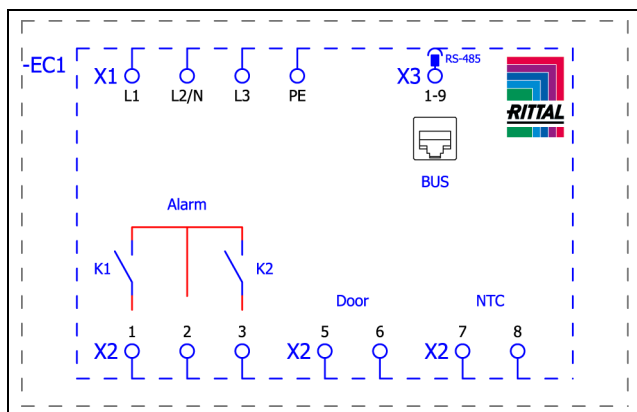 -EC1
X1
L1
L2/N
L3
PE
X3
RS-485
1-9
RITTAL
BUS
Alarm
K1
K2
Door
NTC
X2
1
2
3
X2
5
6
X2
7
8